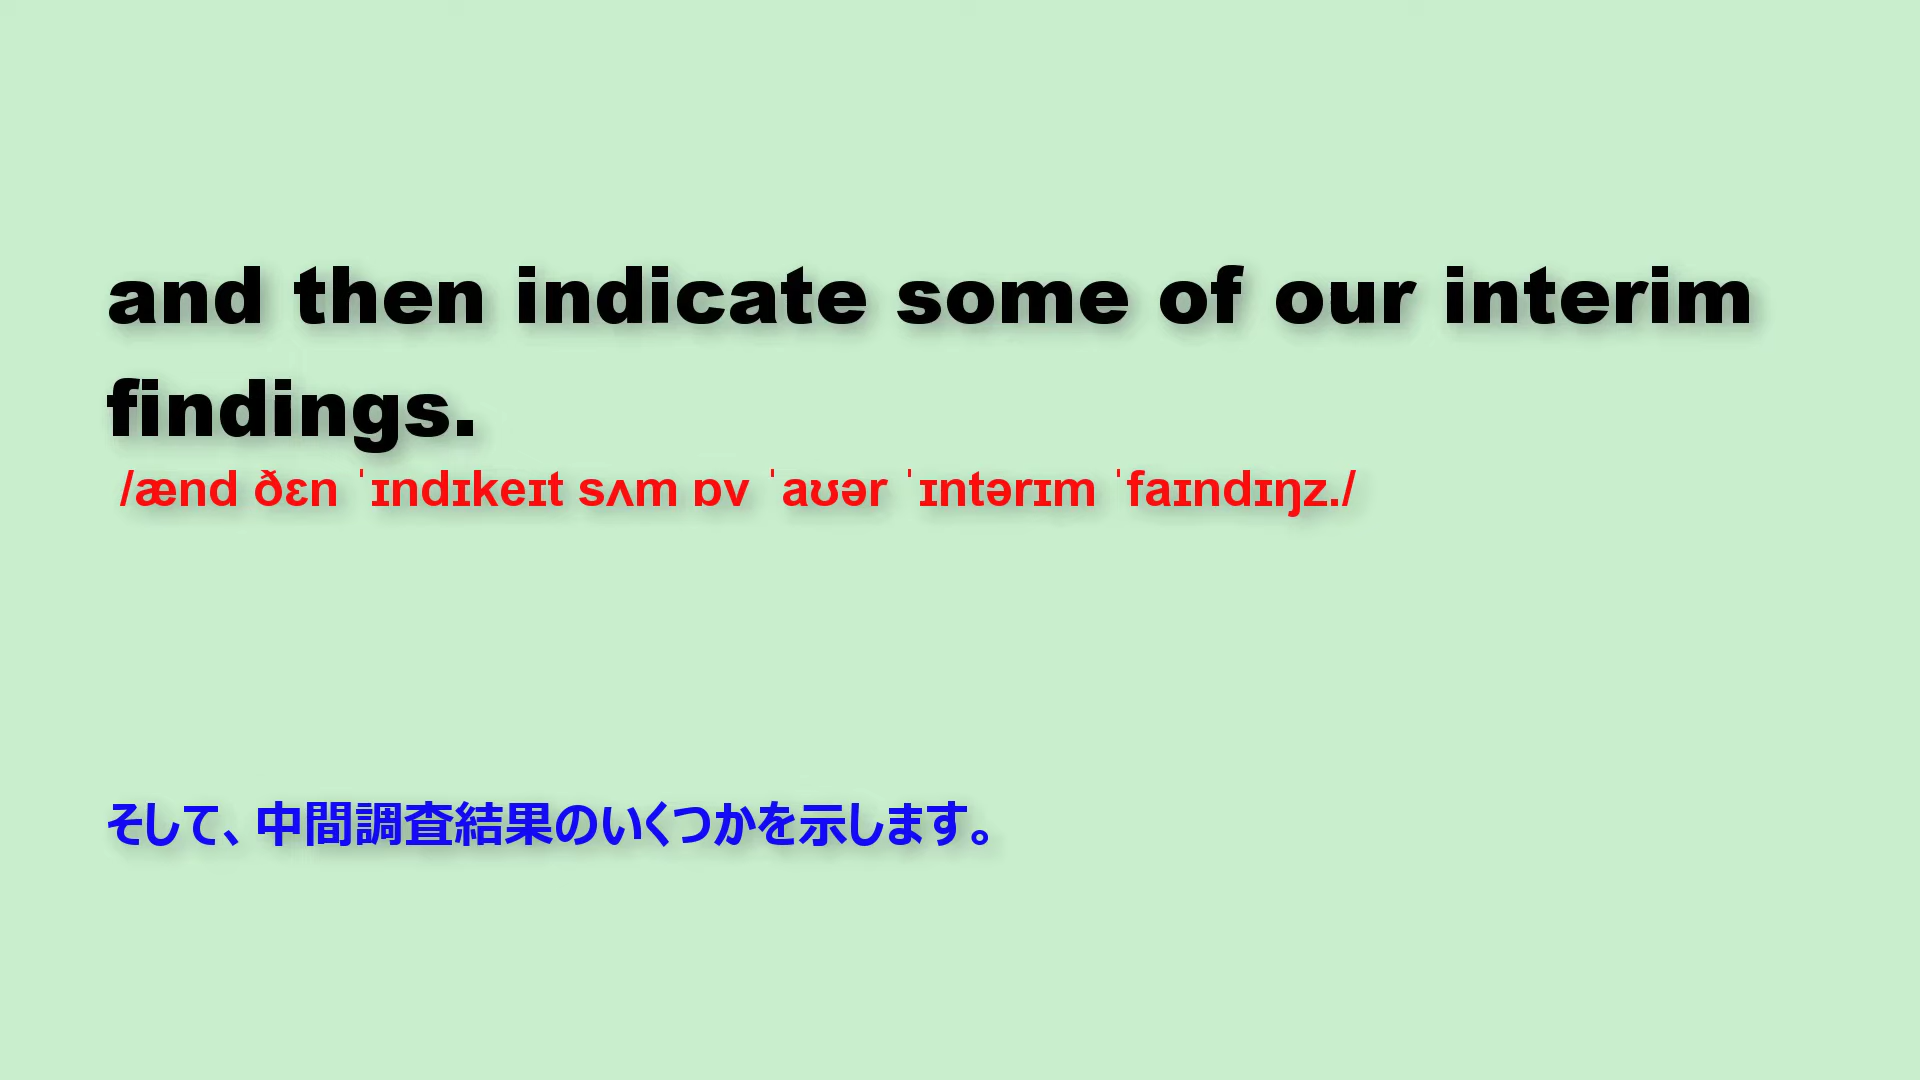 and then indicate some of our interim
findings.
/ænd ðɛn ˈɪndɪkeɪt sʌm ɒv ˈaʊər ˈɪntərɪm ˈfaɪndɪŋz./
そして、中間調査結果のいくつかを示します。